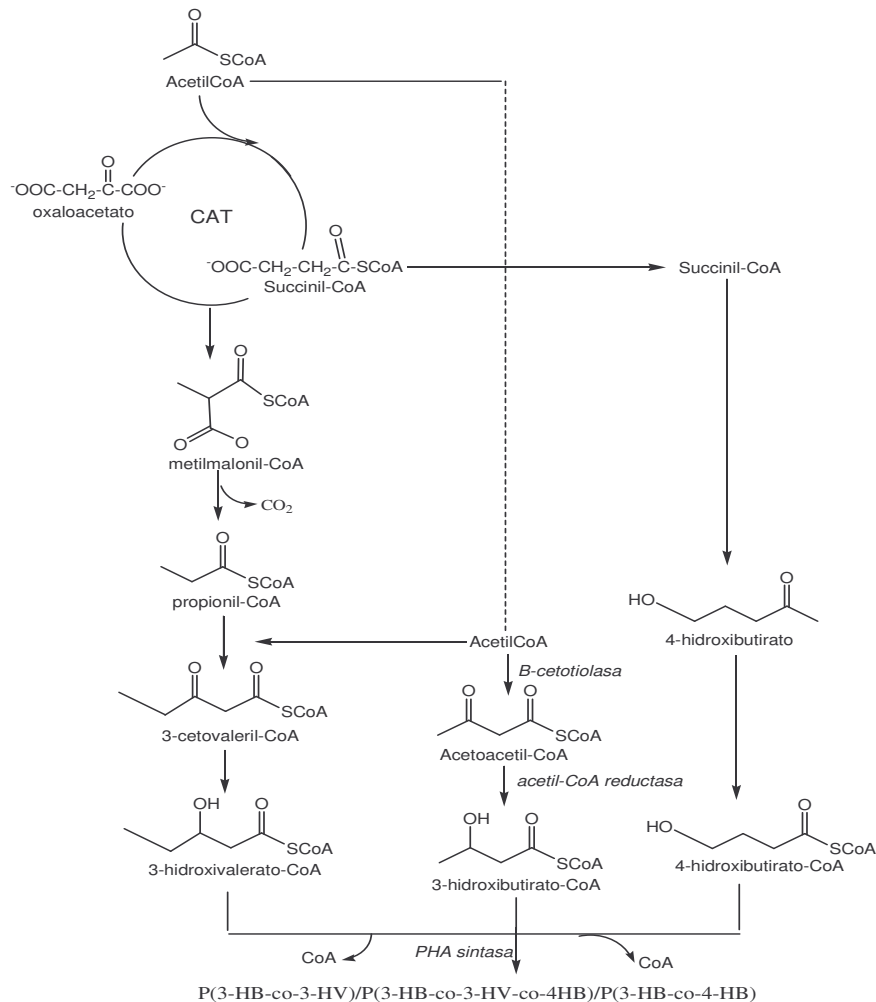 O
SCoA
AcetilCoA
O
⁻OOC-CH₂-C-COO⁻
oxaloacetato
CAT
O
⁻OOC-CH₂-CH₂-C-SCoA
Succinil-CoA
Succinil-CoA
O
SCoA
O
O
metilmalonil-CoA
CO₂
O
SCoA
propionil-CoA
HO
O
4-hidroxibutirato
AcetilCoA
B-cetotiolasa
O
O
SCoA
3-cetovaleril-CoA
O
O
SCoA
Acetoacetil-CoA
acetil-CoA reductasa
OH
O
SCoA
3-hidroxivalerato-CoA
OH
O
SCoA
3-hidroxibutirato-CoA
HO
O
SCoA
4-hidroxibutirato-CoA
CoA
PHA sintasa
CoA
P(3-HB-co-3-HV)/P(3-HB-co-3-HV-co-4HB)/P(3-HB-co-4-HB)